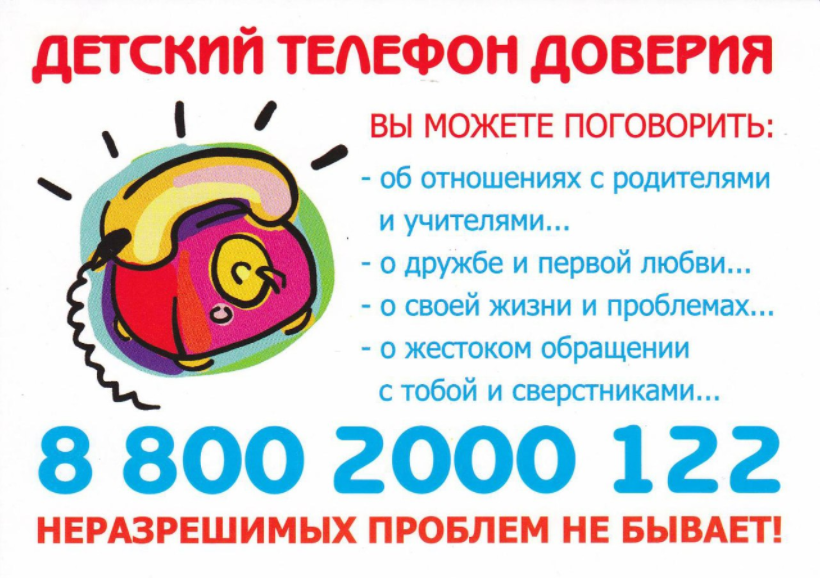 ДЕТСКИЙ ТЕЛЕФОН ДОВЕРИЯ
ВЫ МОЖЕТЕ ПОГОВОРИТЬ:
- об отношениях с родителями
и учителями...
- о дружбе и первой любви...
- о своей жизни и проблемах...
- о жестоком обращении
с тобой и сверстниками...
8 800 2000 122
НЕРАЗРЕШИМЫХ ПРОБЛЕМ НЕ БЫВАЕТ!